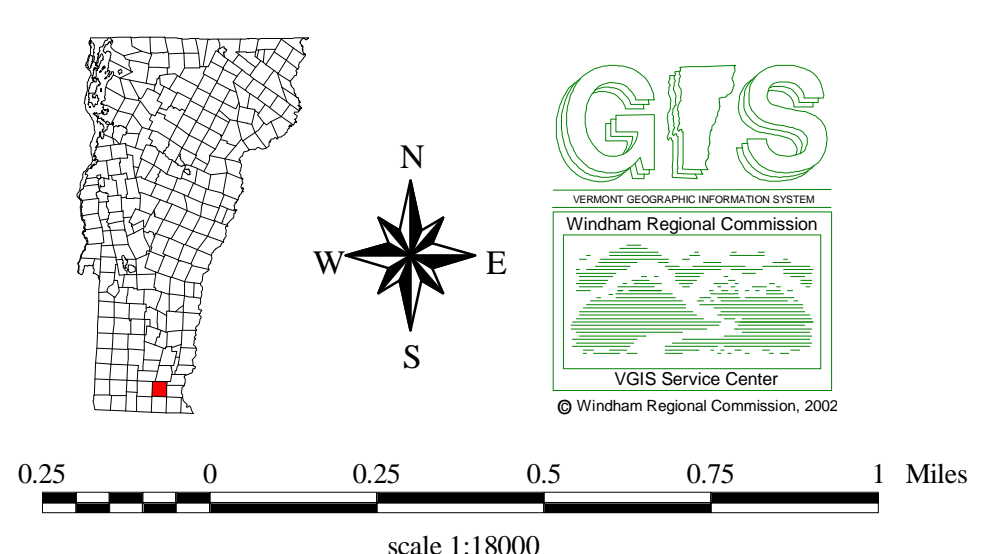 GIS
VERMONT GEOGRAPHIC INFORMATION SYSTEM
Windham Regional Commission
VGIS Service Center
© Windham Regional Commission, 2002
N
W E
S
0.25 0 0.25 0.5 0.75 1 Miles
scale 1:18000